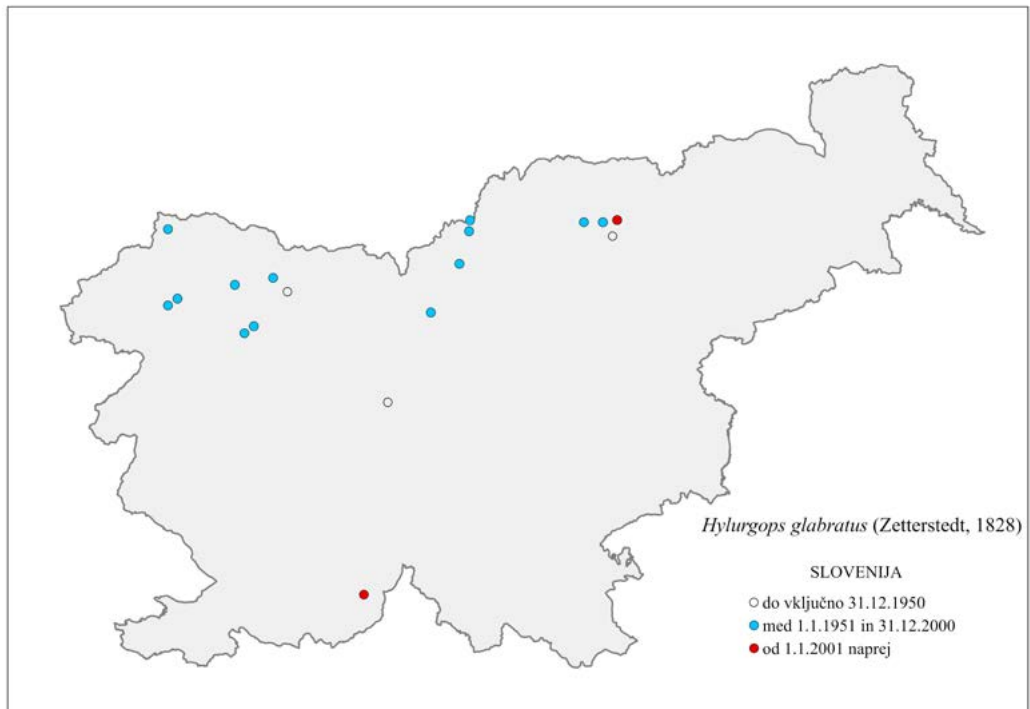 Hylurgops glabratus (Zetterstedt, 1828)
SLOVENIJA
do vključno 31.12.1950
med 1.1.1951 in 31.12.2000
od 1.1.2001 naprej